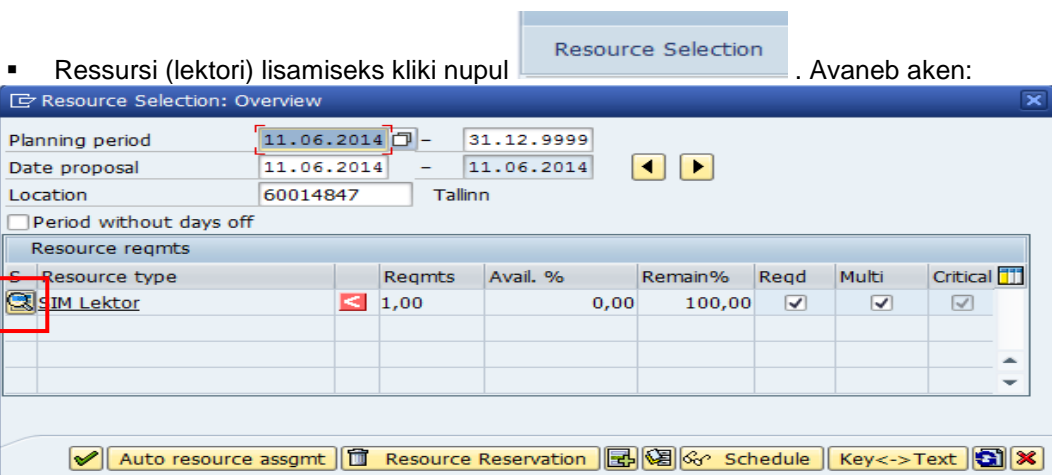 Resource Selection
▪ Ressursi (lektori) lisamiseks kliki nupul . Avaneb aken:
Resource Selection: Overview
Planning period 11.06.2014 – 31.12.9999
Date proposal 11.06.2014 – 11.06.2014
Location 60014847 Tallinn
Period without days off
Resource reqmts
S Resource type Reqmts Avail. % Remain% Reqd Multi Critical
SIM Lektor 1,00 0,00 100,00
Auto resource assgmt Resource Reservation Schedule Key<->Text